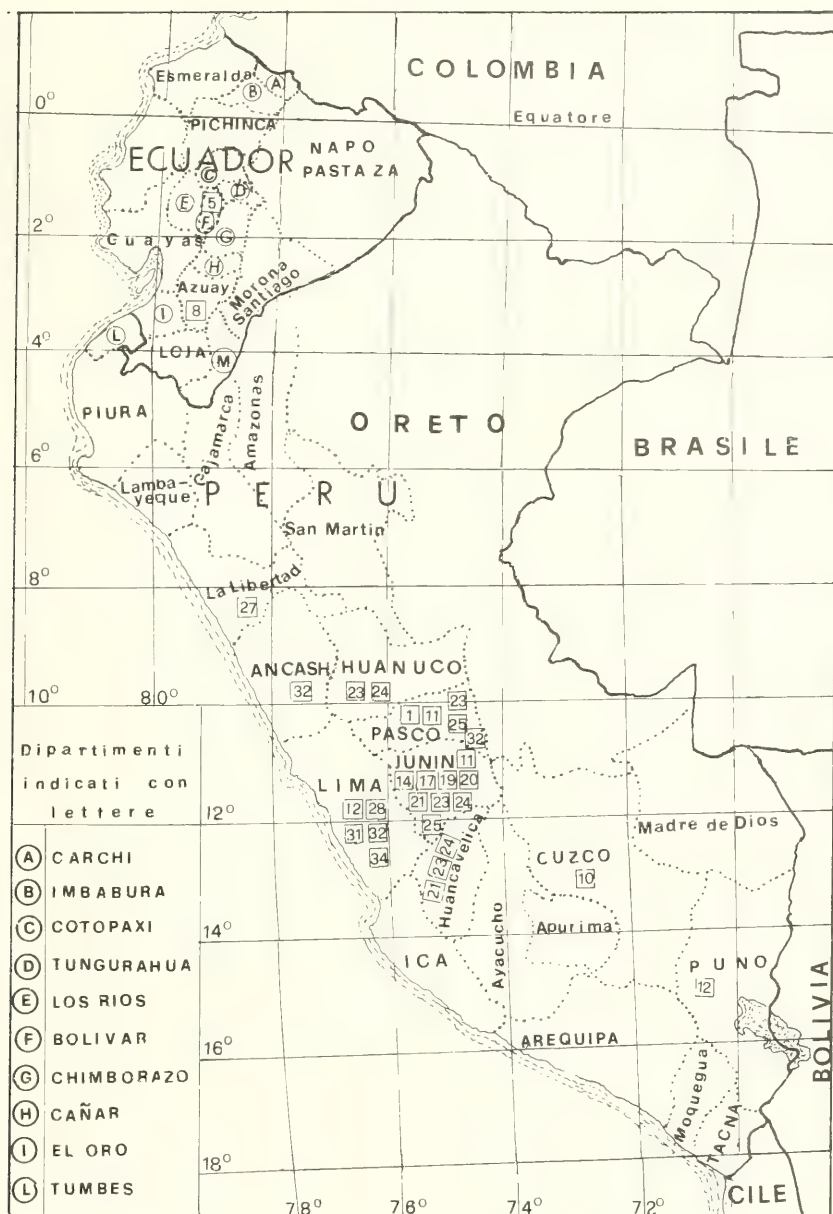 COLOMBIA
Esmeralda
A
B
0°
Equatore
PICHINCA
NAPO
PASTAZA
ECUADOR
C
D
E
5
F
2°
Guayas
G
H
Azuay
Morona
Santiago
I
8
L
4°
LOJA
M
PIURA
Cajamarca
Amazonas
ORETO
BRASILE
6°
Lamba-
yeque
PERU
San Martin
8°
La Libertad
27
ANCASH
HUANUCO
32
23
24
10°
80°
1
11
23
25
PASCO
32
Dipartimenti
indicati con
lettere
JUNIN
11
LIMA
14
17
19
20
12
28
21
23
24
12°
31
32
25
34
Madre de Dios
24
23
21
Huancavelica
CUZCO
10
Ayacucho
Apurima
14°
ICA
PUNO
12
AREQUIPA
16°
BOLIVIA
Moquegua
TACNA
18°
CILE
78°
76°
74°
72°
A CARCHI
B IMBABURA
C COTOPAXI
D TUNGURAHUA
E LOS RIOS
F BOLIVAR
G CHIMBORAZO
H CAÑAR
I EL ORO
L TUMBES